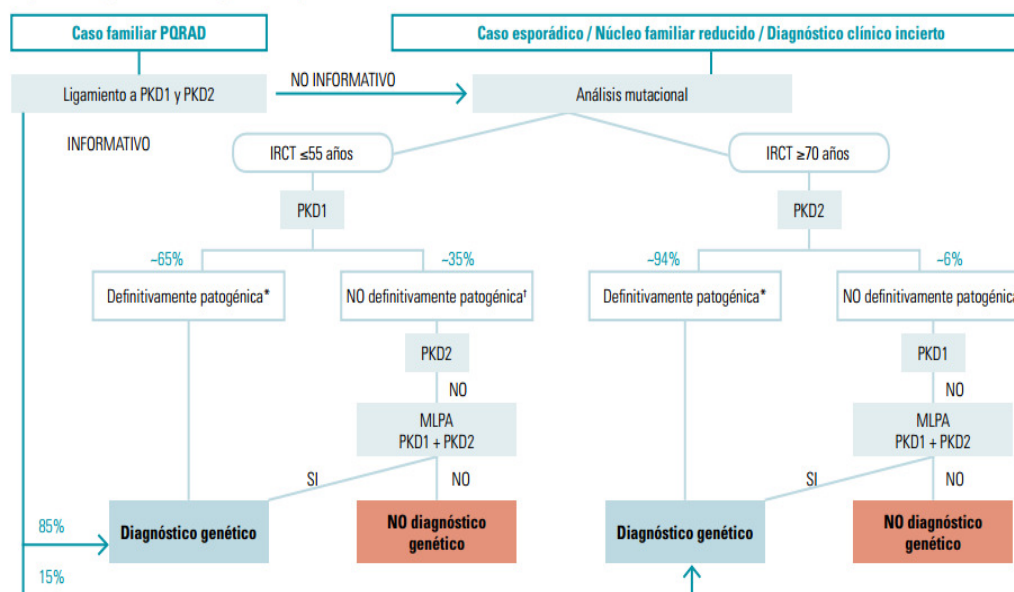 Caso familiar PQRAD
Caso esporádico / Núcleo familiar reducido / Diagnóstico clínico incierto
Ligamiento a PKD1 y PKD2
NO INFORMATIVO
Análisis mutacional
INFORMATIVO
IRCT ≤55 años
IRCT ≥70 años
PKD1
PKD2
~65%
~35%
~94%
~6%
Definitivamente patogénica*
NO definitivamente patogénica†
Definitivamente patogénica*
NO definitivamente patogénica
PKD2
PKD1
NO
NO
MLPA
PKD1 + PKD2
MLPA
PKD1 + PKD2
SI
NO
SI
NO
85%
Diagnóstico genético
NO diagnóstico
genético
Diagnóstico genético
NO diagnóstico
genético
15%